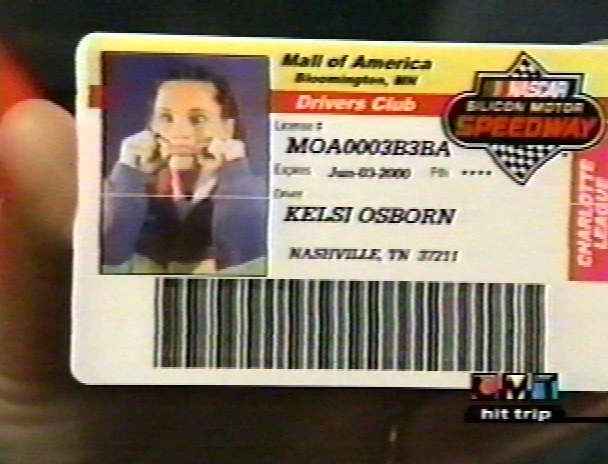 Mall of America
Bloomington, MN
Drivers Club
NASCAR
SILICON MOTOR
SPEEDWAY
License #
MOA0003B3BA
Expires Jun-03-2000 Pin ****
Driver
KELSI OSBORN
NASHVILLE, TN 37211
CHARLOTTE
LEAGUE
CMT
hit trip